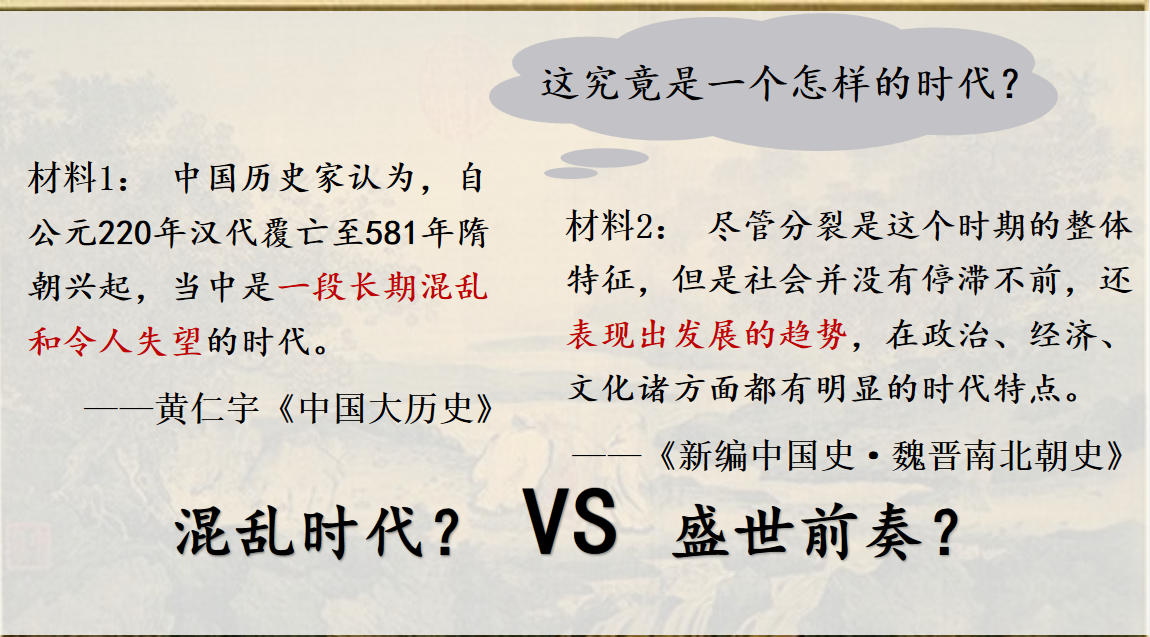 这究竟是一个怎样的时代？
材料1： 中国历史家认为，自
公元220年汉代覆亡至581年隋
朝兴起，当中是一段长期混乱
和令人失望的时代。
——黄仁宇《中国大历史》
材料2： 尽管分裂是这个时期的整体
特征，但是社会并没有停滞不前，还
表现出发展的趋势，在政治、经济、
文化诸方面都有明显的时代特点。
——《新编中国史·魏晋南北朝史》
混乱时代？ VS 盛世前奏？